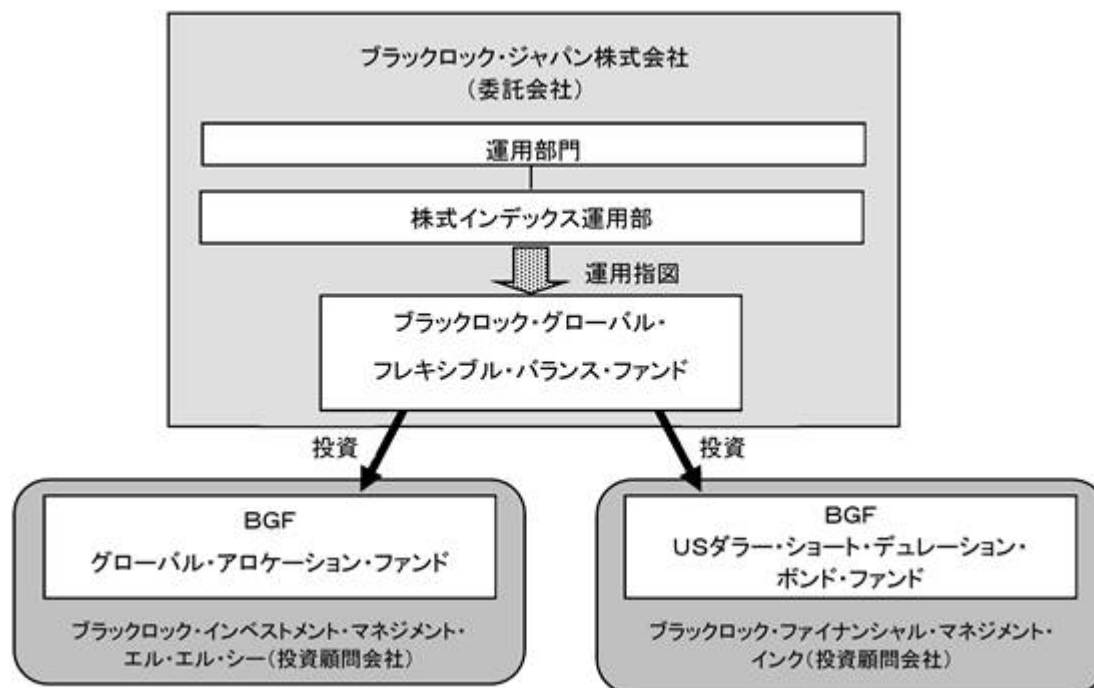 ブラックロック・ジャパン株式会社
（委託会社）
運用部門
株式インデックス運用部
運用指図
ブラックロック・グローバル・
フレキシブル・バランス・ファンド
投資
投資
ＢＧＦ
グローバル・アロケーション・ファンド
ブラックロック・インベストメント・マネジメント・
エル・エル・シー（投資顧問会社）
ＢＧＦ
ＵＳダラー・ショート・デュレーション・
ボンド・ファンド
ブラックロック・ファイナンシャル・マネジメント・
インク（投資顧問会社）